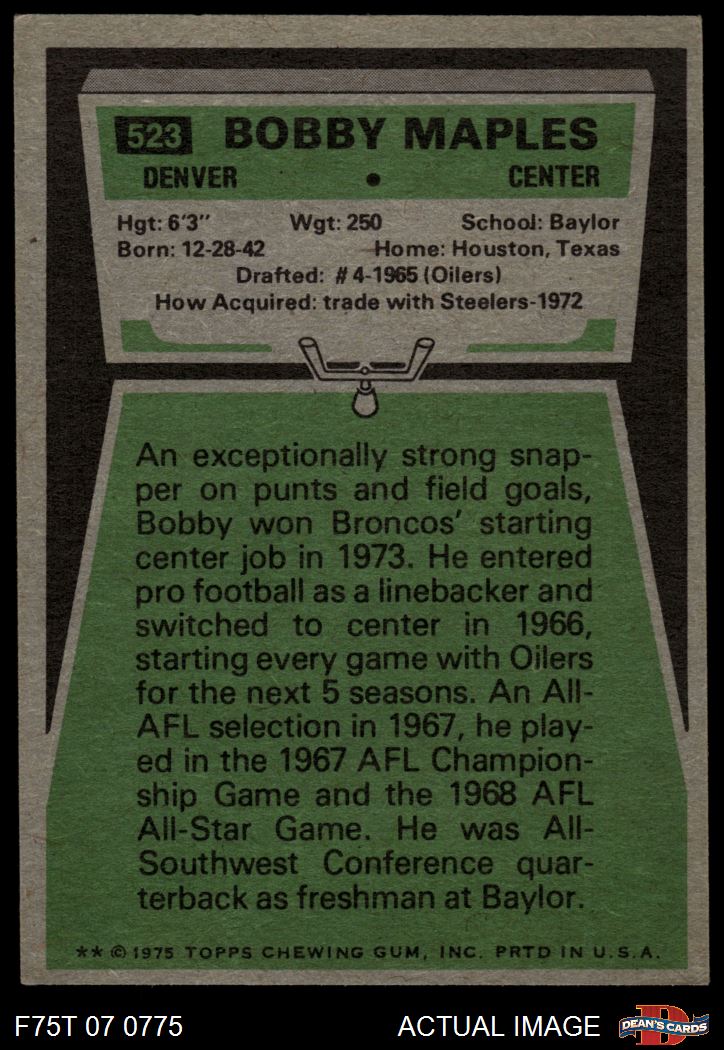 523 BOBBY MAPLES
DENVER • CENTER
Hgt: 6'3" Wgt: 250 School: Baylor
Born: 12-28-42 Home: Houston, Texas
Drafted: #4-1965 (Oilers)
How Acquired: trade with Steelers-1972
An exceptionally strong snap-
per on punts and field goals,
Bobby won Broncos' starting
center job in 1973. He entered
pro football as a linebacker and
switched to center in 1966,
starting every game with Oilers
for the next 5 seasons. An All-
AFL selection in 1967, he play-
ed in the 1967 AFL Champion-
ship Game and the 1968 AFL
All-Star Game. He was All-
Southwest Conference quar-
terback as freshman at Baylor.
** © 1975 TOPPS CHEWING GUM, INC. PRTD IN U.S.A.
F75T 07 0775 ACTUAL IMAGE D DEAN'S CARDS